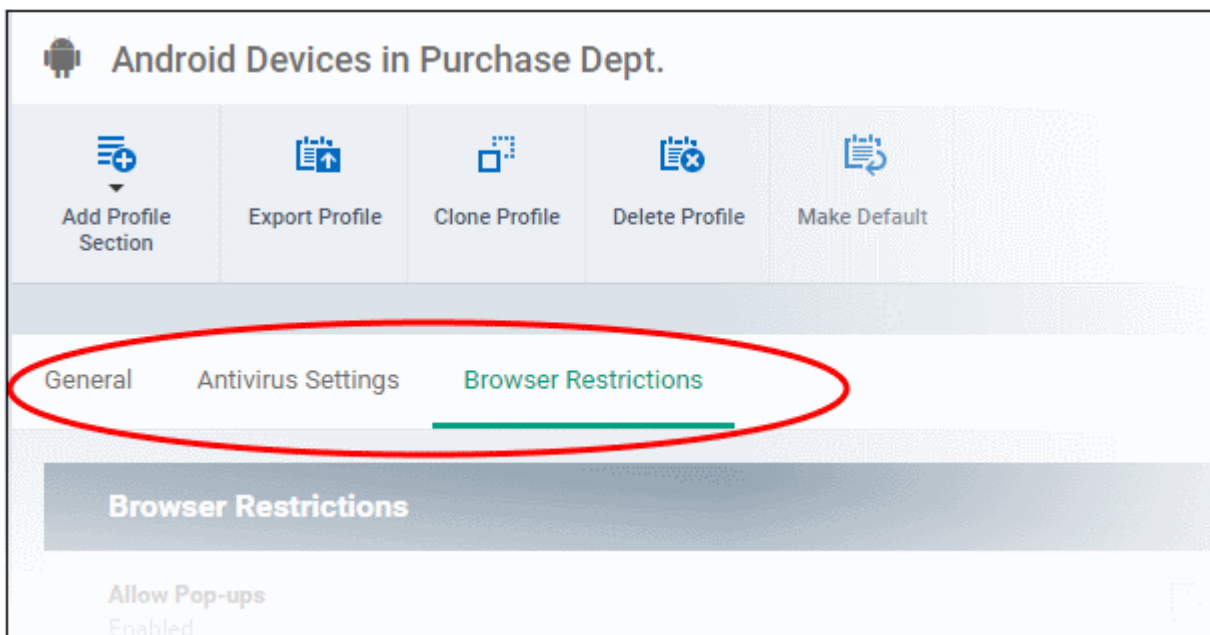 Android Devices in Purchase Dept.
Add Profile Section
Export Profile
Clone Profile
Delete Profile
Make Default
General Antivirus Settings Browser Restrictions
Browser Restrictions
Allow Pop-ups
Enabled